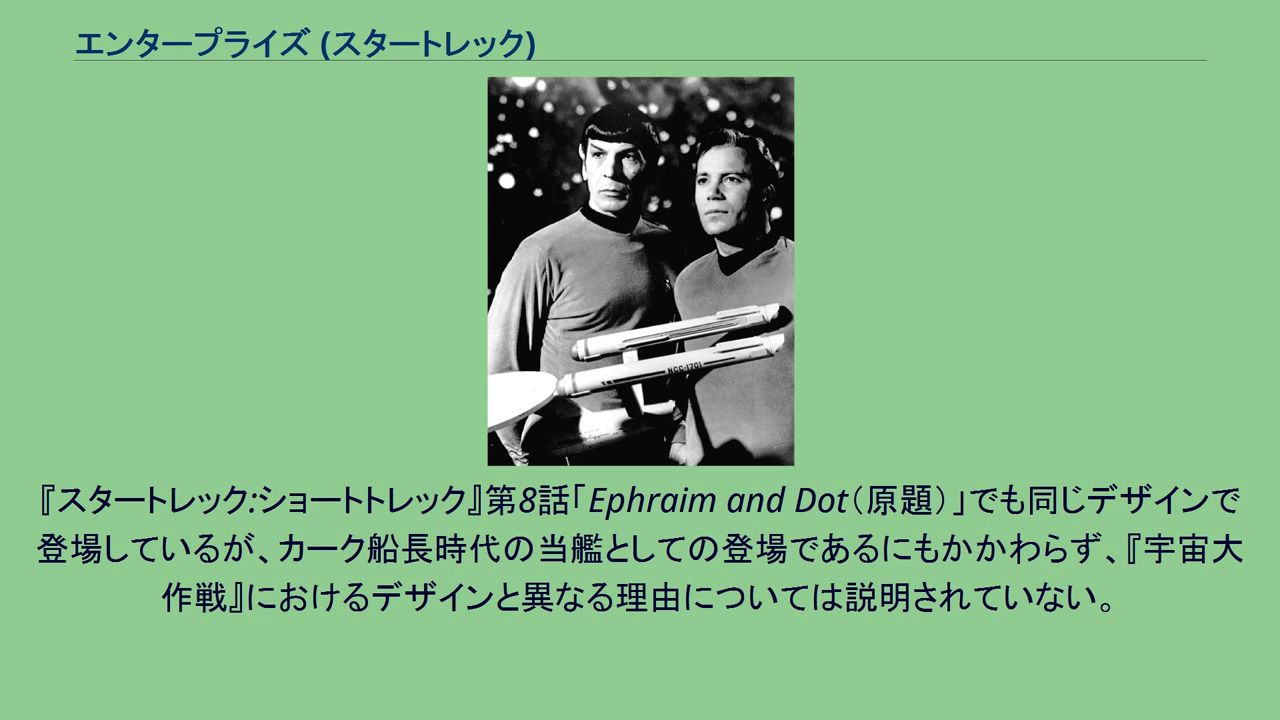 エンタープライズ (スタートレック)
NCC-1701
『スタートレック:ショートトレック』第8話「Ephraim and Dot（原題）」でも同じデザインで
登場しているが、カーク船長時代の当艦としての登場であるにもかかわらず、『宇宙大
作戦』におけるデザインと異なる理由については説明されていない。